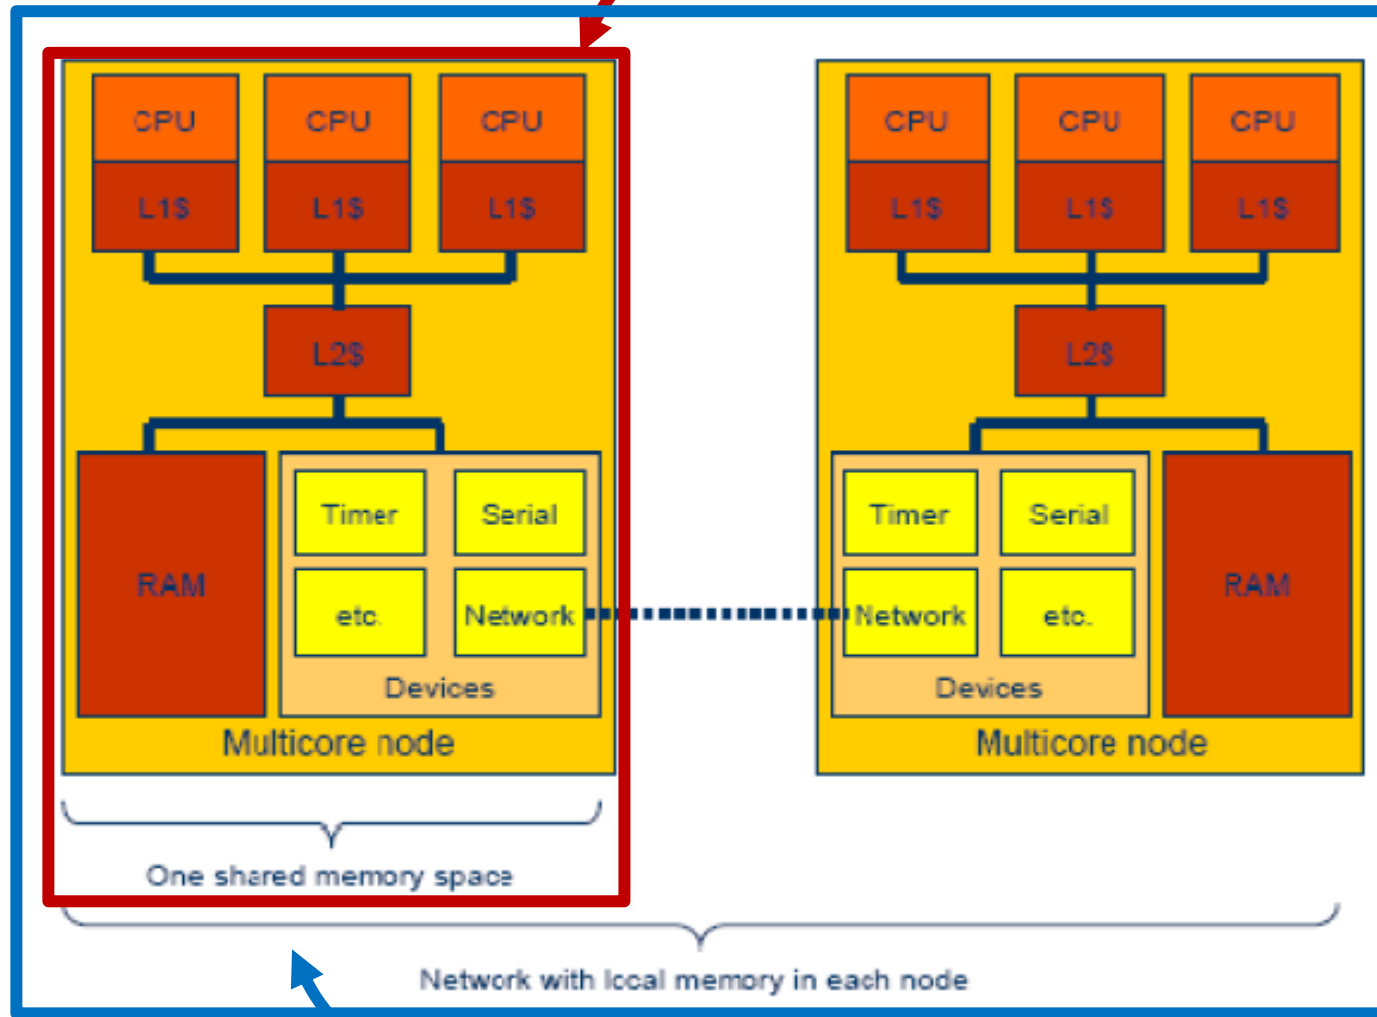 CPU CPU CPU CPU CPU CPU
L1$ L1$ L1$ L1$ L1$ L1$
L2$ L2$
Timer Serial Timer Serial
RAM RAM
etc. Network Network etc.
Devices Devices
Multicore node Multicore node
One shared memory space
Network with local memory in each node